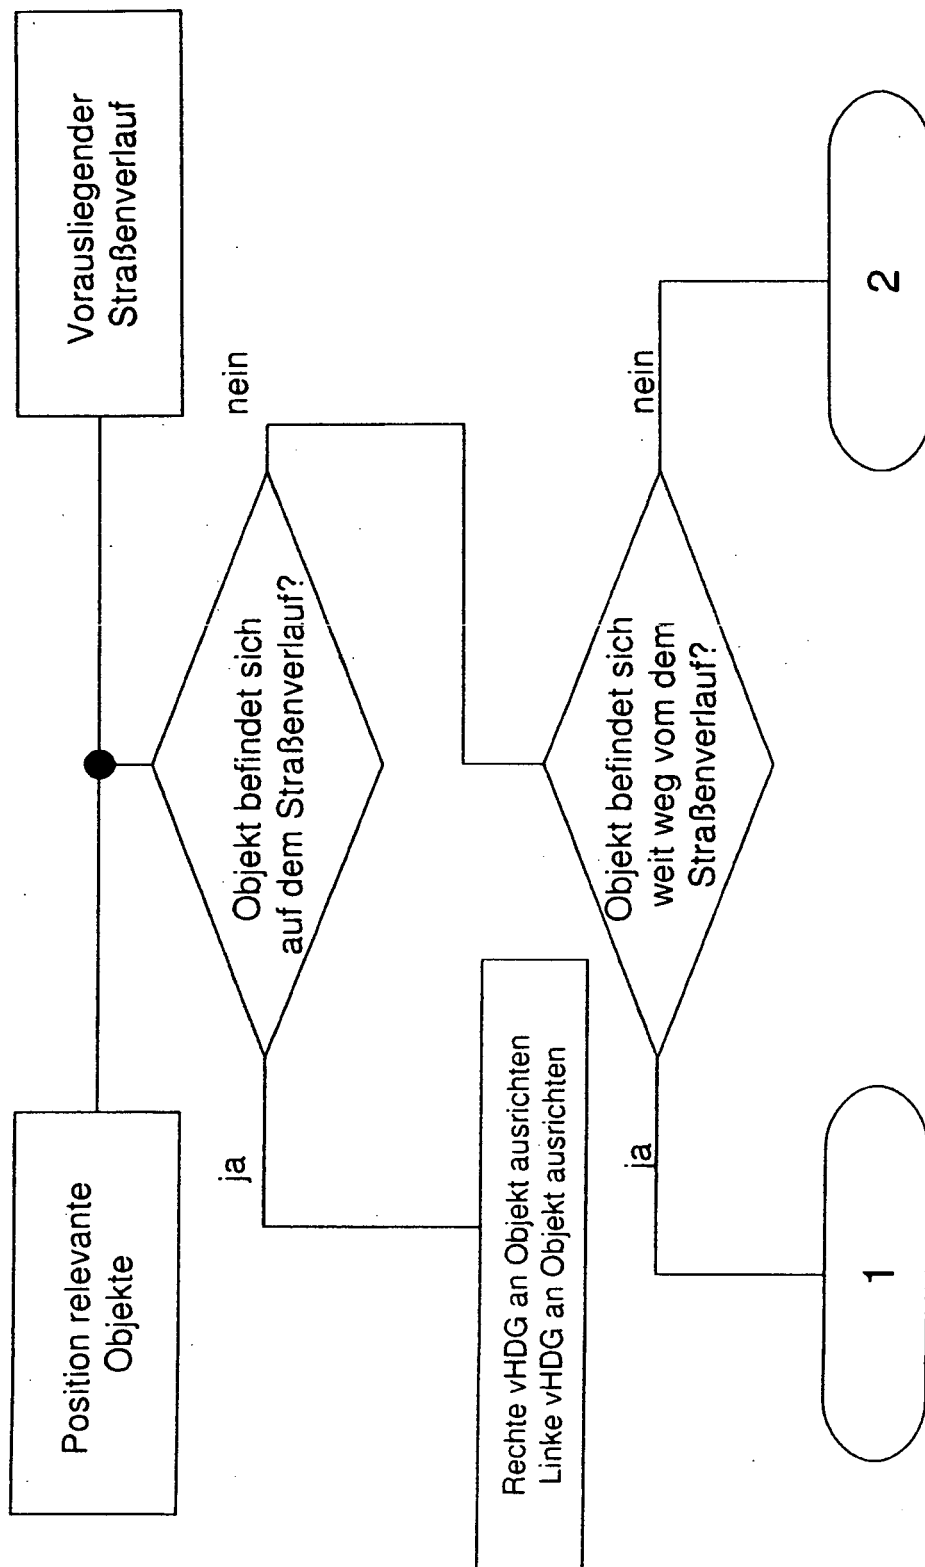 Position relevante
Objekte
Vorausliegender
Straßenverlauf
Objekt befindet sich
auf dem Straßenverlauf?
ja
nein
Rechte vHDG an Objekt ausrichten
Linke vHDG an Objekt ausrichten
Objekt befindet sich
weit weg vom dem
Straßenverlauf?
ja
nein
1
2